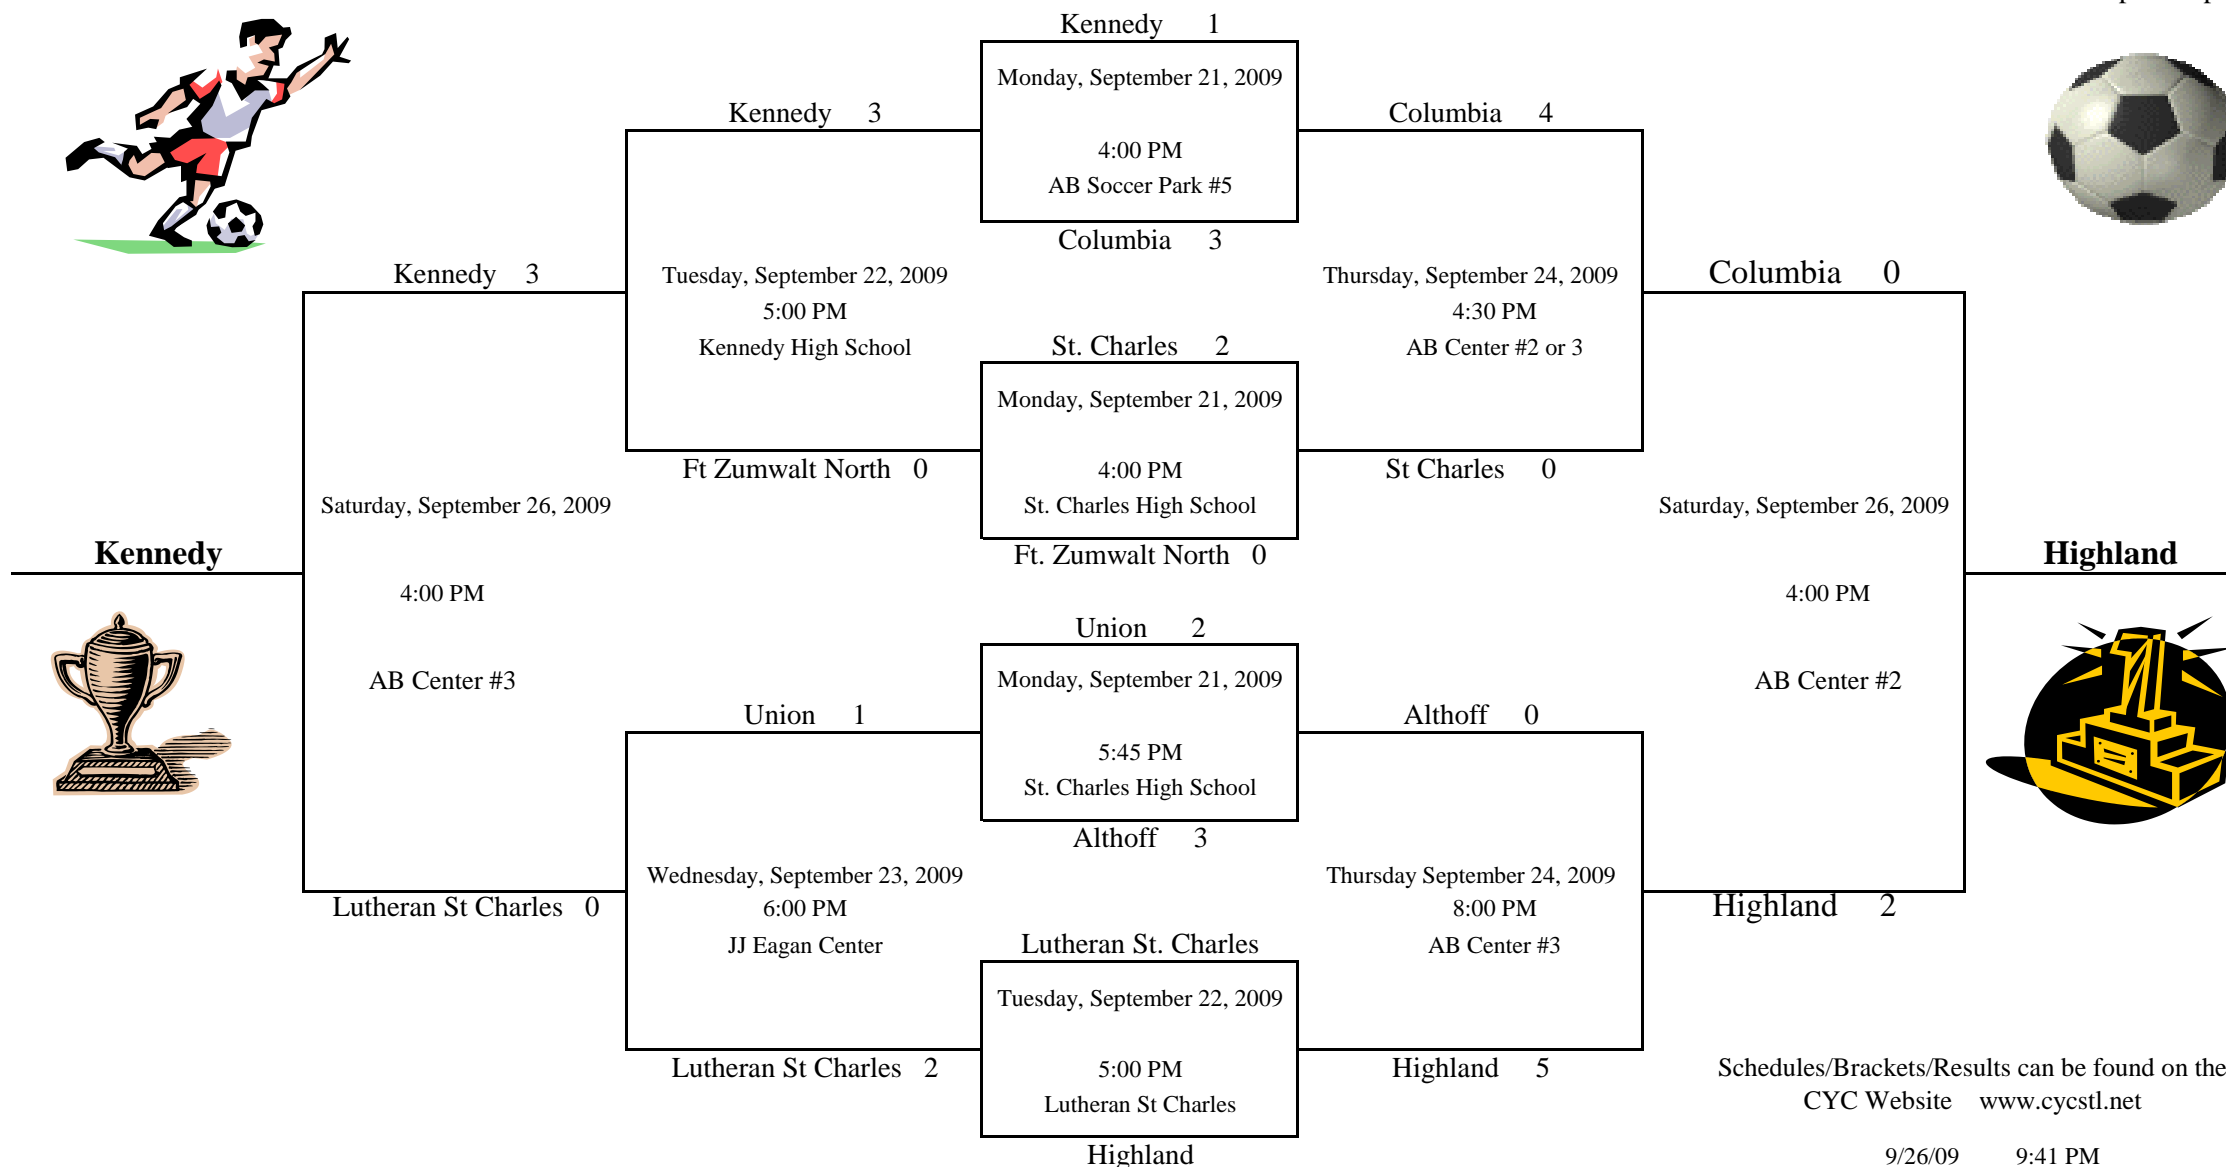 Kennedy 1
Monday, September 21, 2009
Kennedy 3
Columbia 4
4:00 PM
AB Soccer Park #5
Columbia 3
Kennedy 3
Tuesday, September 22, 2009
Thursday, September 24, 2009
Columbia 0
5:00 PM
4:30 PM
Kennedy High School
St. Charles 2
AB Center #2 or 3
Monday, September 21, 2009
Ft Zumwalt North 0
4:00 PM
St Charles 0
Saturday, September 26, 2009
St. Charles High School
Saturday, September 26, 2009
Kennedy
Ft. Zumwalt North 0
Highland
4:00 PM
4:00 PM
Union 2
AB Center #3
Monday, September 21, 2009
AB Center #2
Union 1
Althoff 0
5:45 PM
St. Charles High School
Althoff 3
Wednesday, September 23, 2009
Thursday September 24, 2009
Lutheran St Charles 0
6:00 PM
8:00 PM
Highland 2
JJ Eagan Center
Lutheran St. Charles
AB Center #3
Tuesday, September 22, 2009
Lutheran St Charles 2
5:00 PM
Highland 5
Schedules/Brackets/Results can be found on the
Lutheran St Charles
CYC Website www.cycstl.net
Highland
9/26/09 9:41 PM